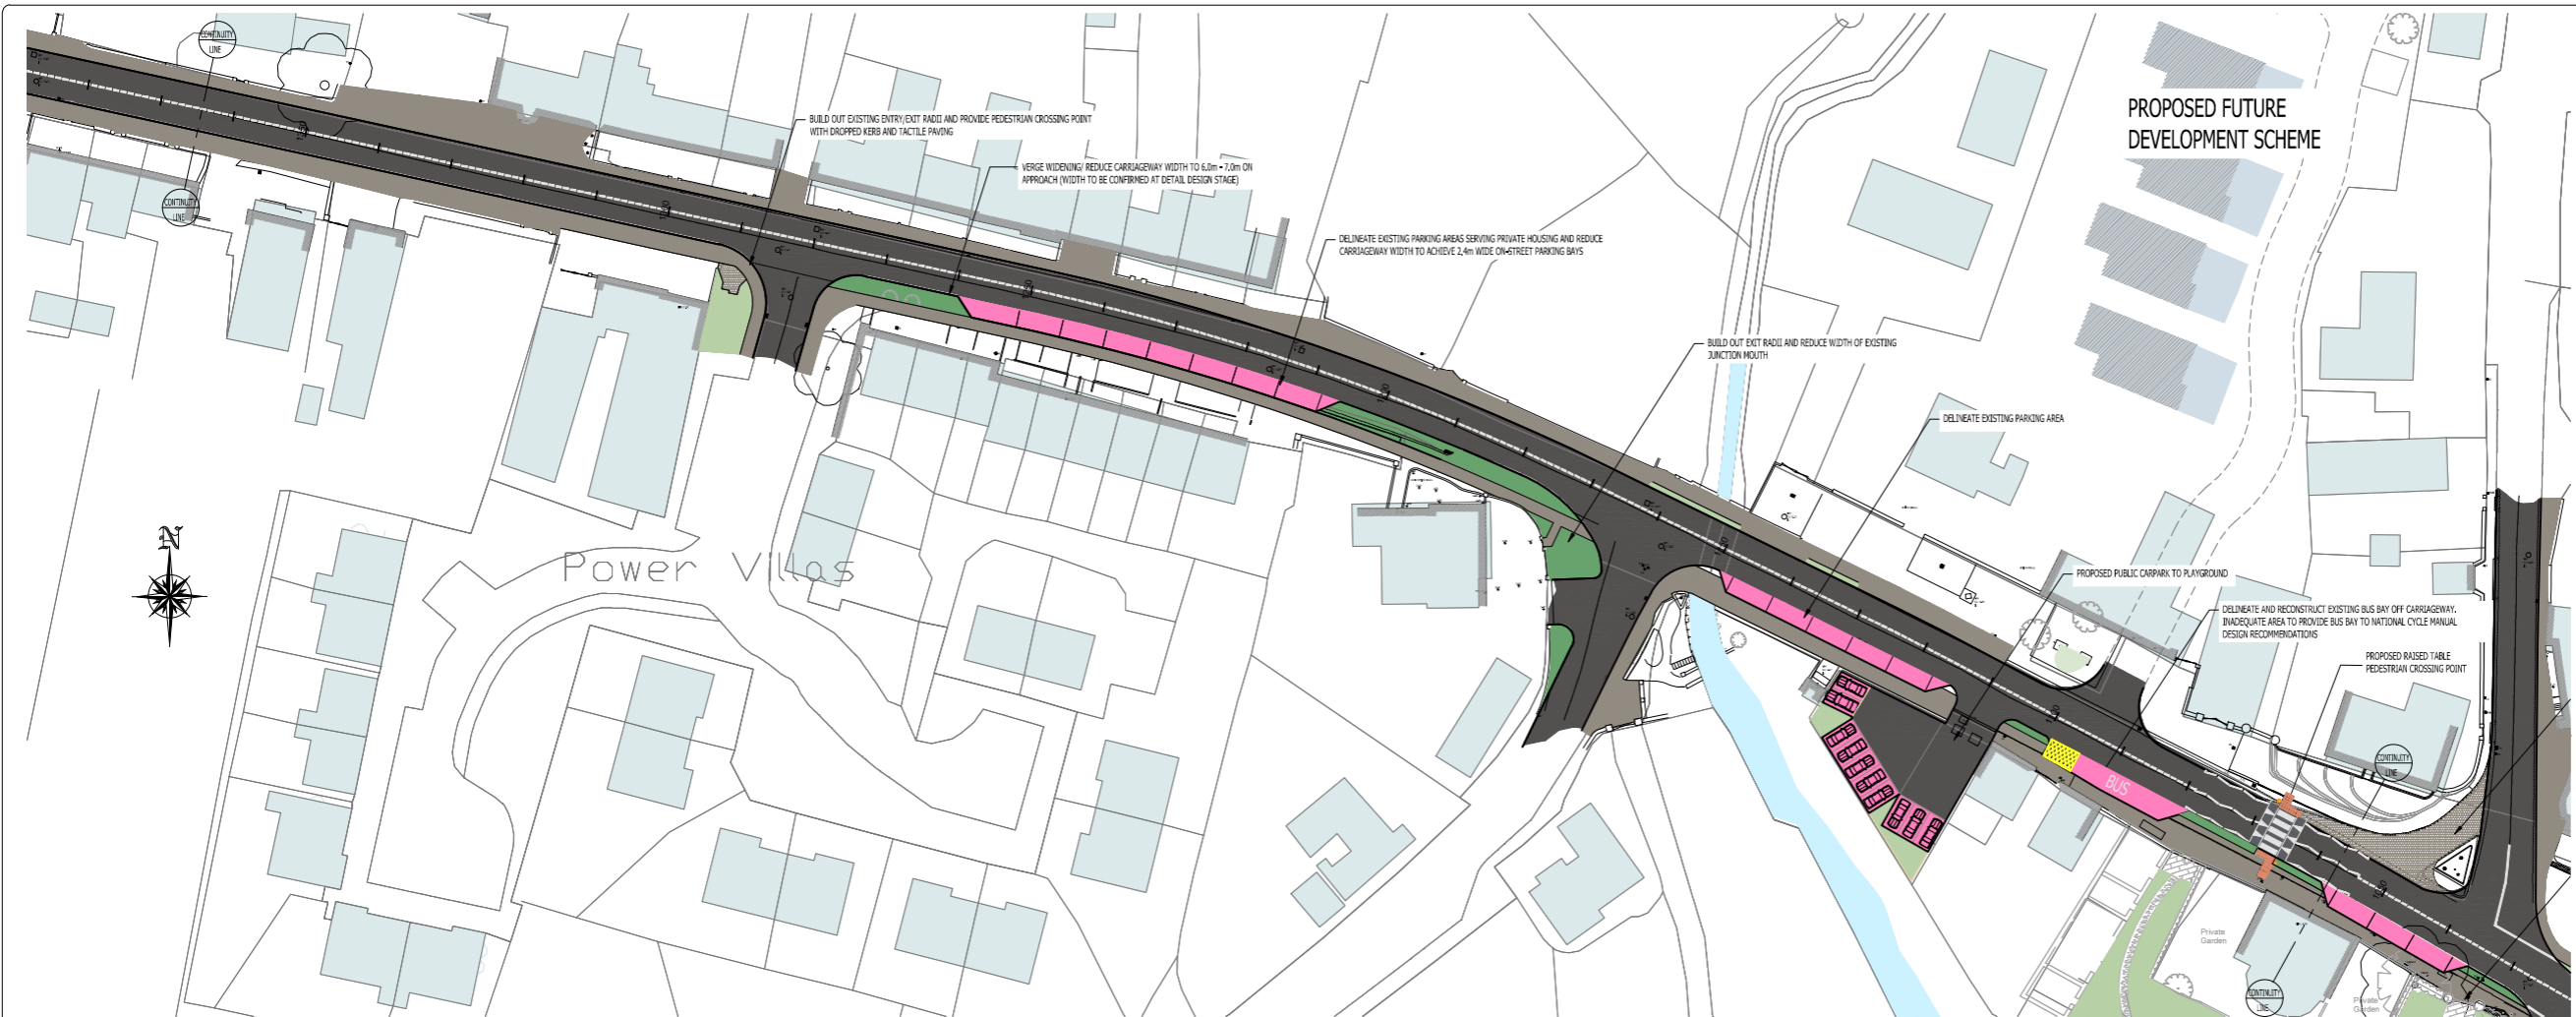 CONTINUITY
LINE
CONTINUITY
LINE
BUILD OUT EXISTING ENTRY/EXIT RADII AND PROVIDE PEDESTRIAN CROSSING POINT
WITH DROPPED KERB AND TACTILE PAVING
VERGE WIDENING/ REDUCE CARRIAGEWAY WIDTH TO 6.0m - 7.0m ON
APPROACH (WIDTH TO BE CONFIRMED AT DETAIL DESIGN STAGE)
DELINEATE EXISTING PARKING AREAS SERVING PRIVATE HOUSING AND REDUCE
CARRIAGEWAY WIDTH TO ACHIEVE 2.4m WIDE ON-STREET PARKING BAYS
PROPOSED FUTURE
DEVELOPMENT SCHEME
BUILD OUT EXIT RADII AND REDUCE WIDTH OF EXISTING
JUNCTION MOUTH
DELINEATE EXISTING PARKING AREA
N
Power Villas
PROPOSED PUBLIC CARPARK TO PLAYGROUND
DELINEATE AND RECONSTRUCT EXISTING BUS BAY OFF CARRIAGEWAY.
INADEQUATE AREA TO PROVIDE BUS BAY TO NATIONAL CYCLE MANUAL
DESIGN RECOMMENDATIONS
PROPOSED RAISED TABLE
PEDESTRIAN CROSSING POINT
CONTINUITY
LINE
BUS
Private
Garden
CONTINUITY
LINE
Private
Garden